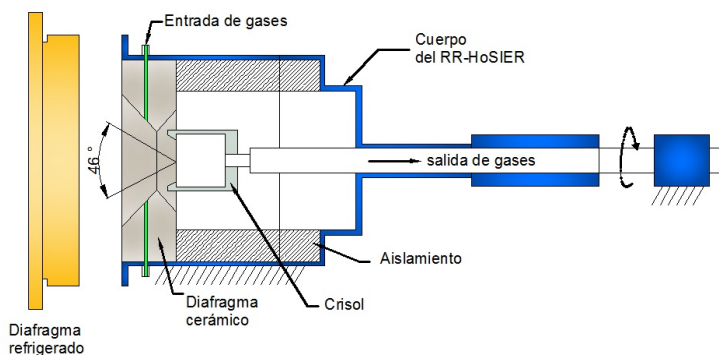 Entrada de gases
Cuerpo
del RR-HoSIER
46 °
salida de gases
Aislamiento
Crisol
Diafragma
cerámico
Diafragma
refrigerado